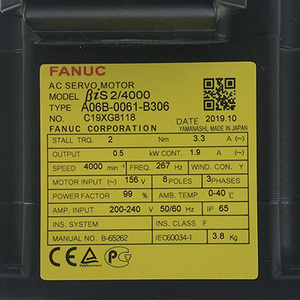 FANUC
AC SERVO MOTOR
MODEL βiS 2/4000
TYPE A06B-0061-B306
NO. C19XG8118 2019.10
FANUC CORPORATION YAMANASHI, MADE IN JAPAN
STALL TRQ. 2 Nm 3.3 A (~)
OUTPUT 0.5 kW CONT. 1.9 A (~)
SPEED 4000 min⁻¹ FREQ. 267 Hz WIND. CON. Y
MOTOR INPUT (~) 156 V 8 POLES 3 PHASES
POWER FACTOR 99 % AMB. TEMP. 0-40℃
AMP. INPUT 200-240 V 50/60 Hz IP 65
INS. SYSTEM INS. CLASS F
MANUAL NO. B-65262 IEC60034-1 3.8 Kg
CE